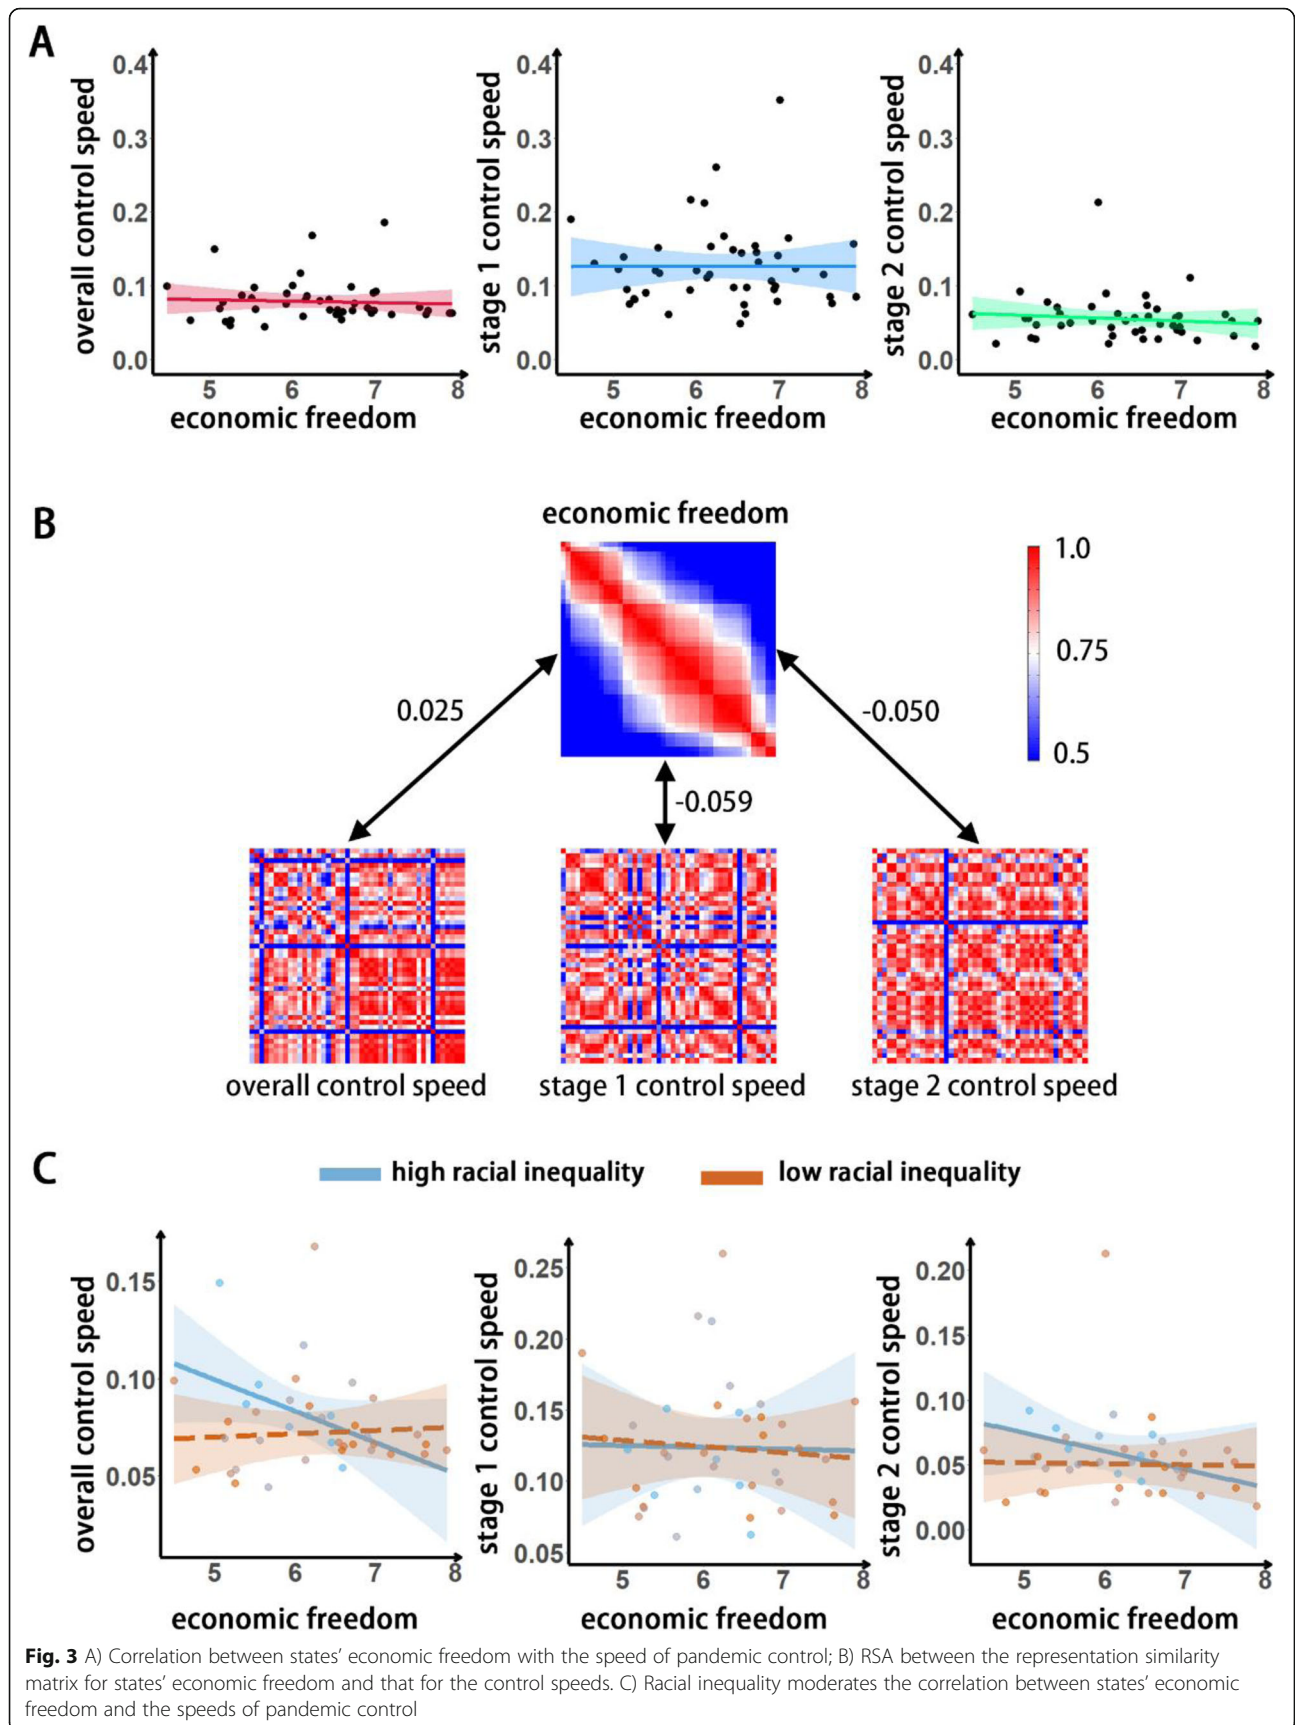 A
overall control speed
0.4
0.3
0.2
0.1
0.0
5 6 7 8
economic freedom
stage 1 control speed
0.4
0.3
0.2
0.1
0.0
5 6 7 8
economic freedom
stage 2 control speed
0.4
0.3
0.2
0.1
0.0
5 6 7 8
economic freedom
B
economic freedom
1.0
0.75
0.5
0.025
-0.059
-0.050
overall control speed
stage 1 control speed
stage 2 control speed
C
high racial inequality
low racial inequality
overall control speed
0.15
0.10
0.05
5 6 7 8
economic freedom
stage 1 control speed
0.25
0.20
0.15
0.10
0.05
5 6 7 8
economic freedom
stage 2 control speed
0.20
0.15
0.10
0.05
0.00
5 6 7 8
economic freedom
Fig. 3 A) Correlation between states' economic freedom with the speed of pandemic control; B) RSA between the representation similarity
matrix for states' economic freedom and that for the control speeds. C) Racial inequality moderates the correlation between states' economic
freedom and the speeds of pandemic control